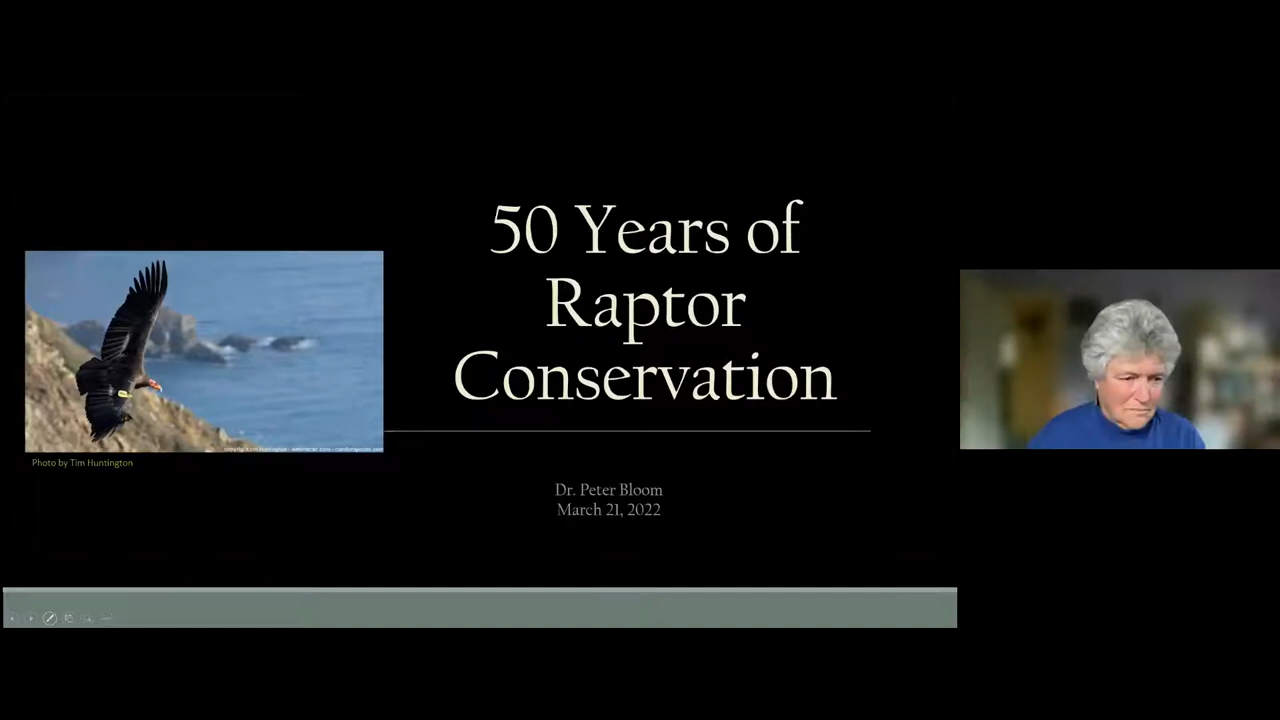 50 Years of
Raptor
Conservation
Photo by Tim Huntington
Dr. Peter Bloom
March 21, 2022